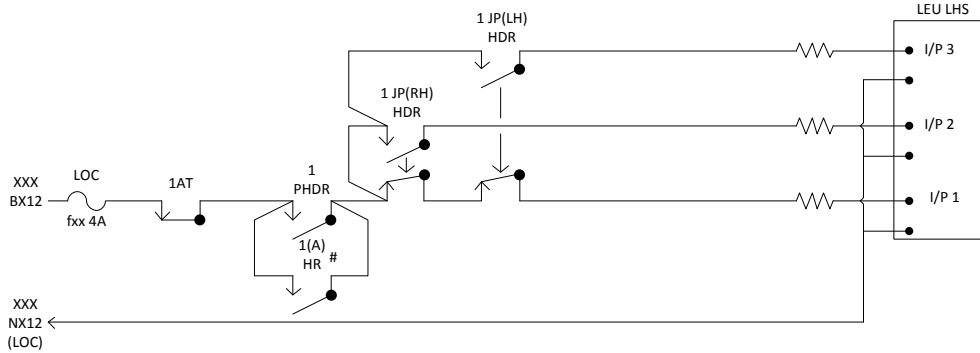 LEU LHS
1 JP(LH)
HDR
I/P 3
1 JP(RH)
HDR
I/P 2
XXX
BX12
LOC
fxx 4A
1AT
1
PHDR
I/P 1
1(A)
HR #
XXX
NX12
(LOC)